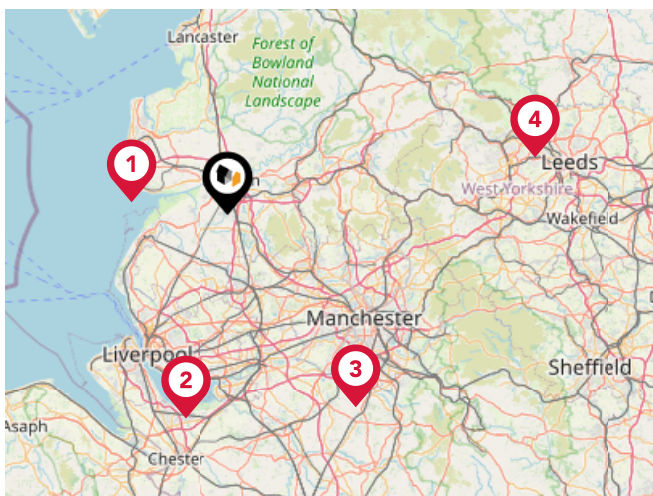 Lancaster
Forest of
Bowland
National
Landscape
4
1
Leeds
West Yorkshire
Wakefield
Manchester
Liverpool
3
Sheffield
2
Asaph
Chester